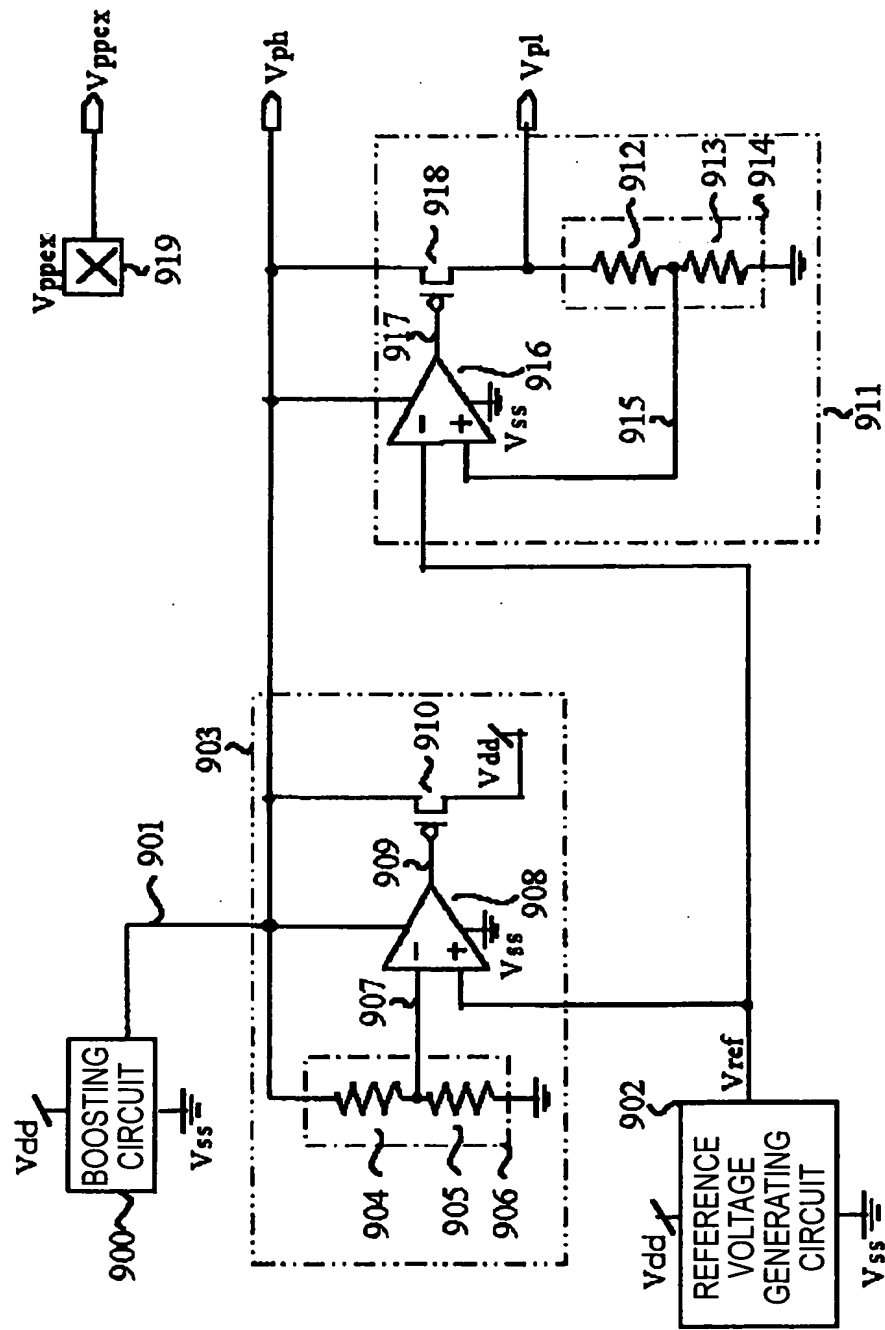 Vppex
Vppex
919
Vph
Vpl
901
Vdd
BOOSTING
CIRCUIT
Vss
900
903
904
905
906
907
908
909
910
Vdd
-
+
Vss
911
912
913
914
915
916
917
918
-
+
Vss
902
Vref
Vdd
REFERENCE
VOLTAGE
GENERATING
CIRCUIT
Vss